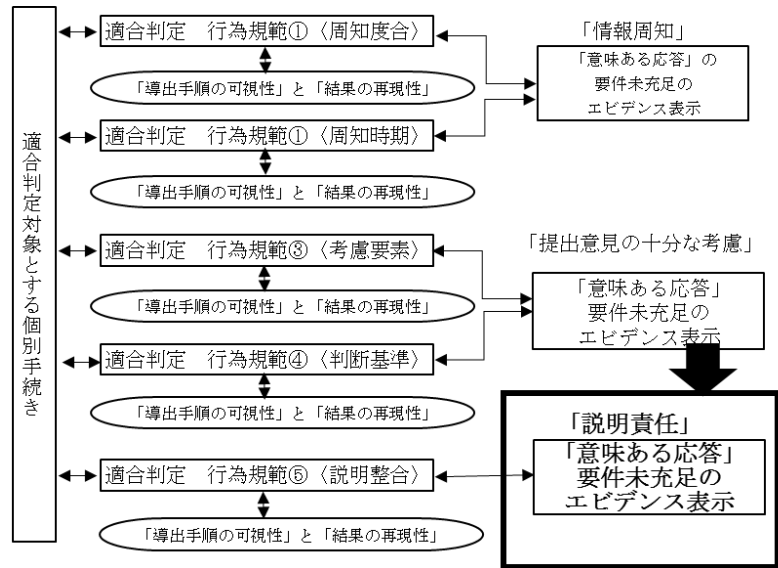 適合判定対象とする個別手続き
適合判定　行為規範①〈周知度合〉
「導出手順の可視性」と「結果の再現性」
適合判定　行為規範①〈周知時期〉
「導出手順の可視性」と「結果の再現性」
「情報周知」
「意味ある応答」の
要件未充足の
エビデンス表示
適合判定　行為規範③〈考慮要素〉
「導出手順の可視性」と「結果の再現性」
適合判定　行為規範④〈判断基準〉
「導出手順の可視性」と「結果の再現性」
「提出意見の十分な考慮」
「意味ある応答」
要件未充足の
エビデンス表示
適合判定　行為規範⑤〈説明整合〉
「導出手順の可視性」と「結果の再現性」
「説明責任」
「意味ある応答」
要件未充足の
エビデンス表示